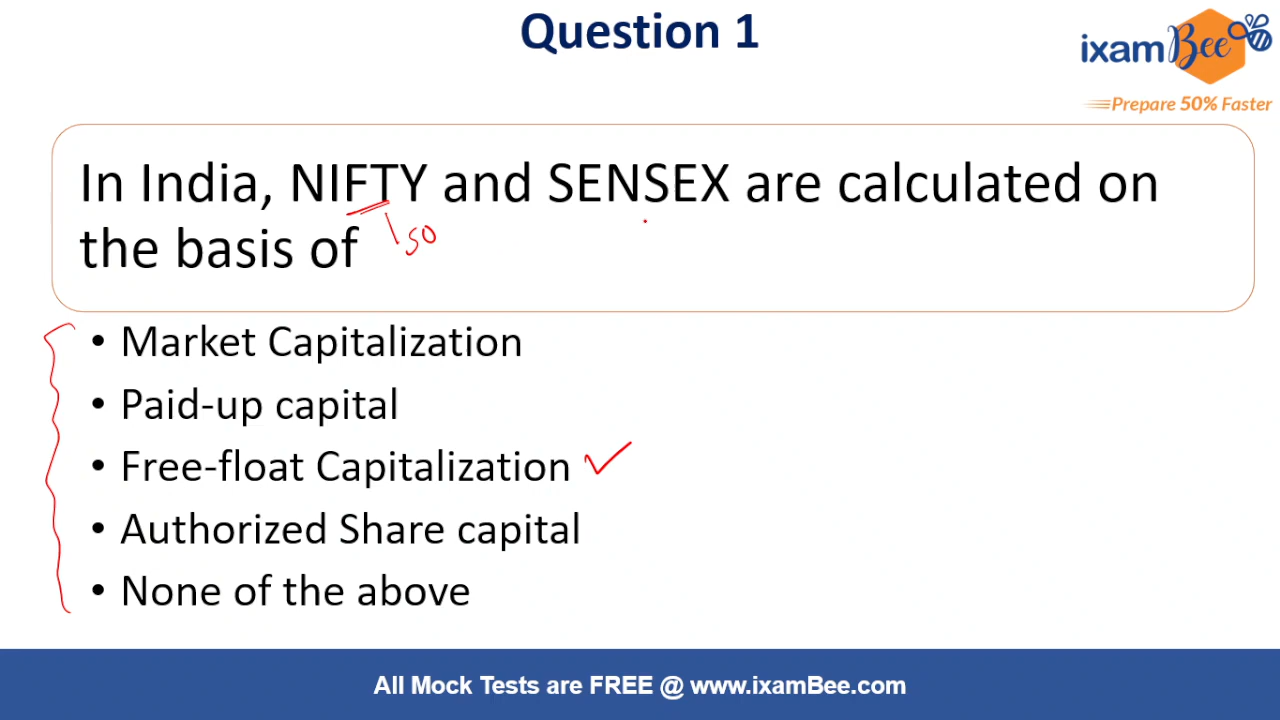 Question 1
ixamBee
Prepare 50% Faster
In India, NIFTY and SENSEX are calculated on
the basis of
50
• Market Capitalization
• Paid-up capital
• Free-float Capitalization
• Authorized Share capital
• None of the above
All Mock Tests are FREE @ www.ixamBee.com